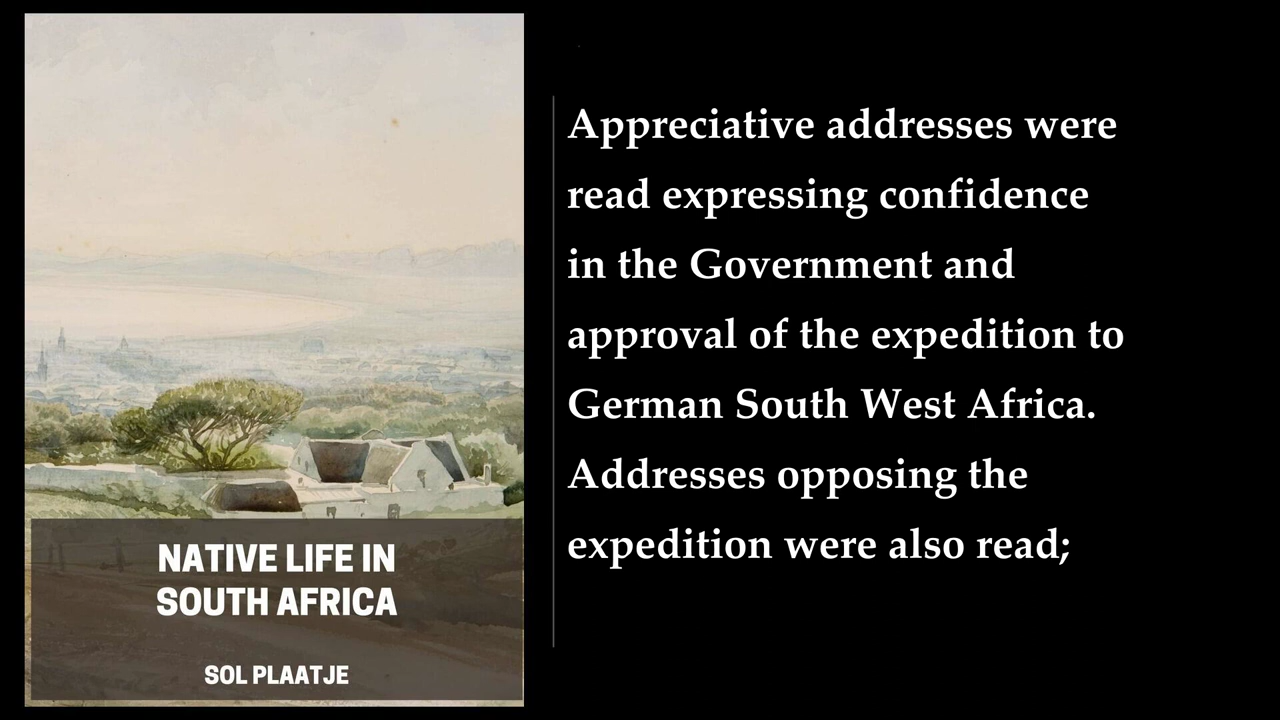 NATIVE LIFE IN
SOUTH AFRICA
SOL PLAATJE
Appreciative addresses were
read expressing confidence
in the Government and
approval of the expedition to
German South West Africa.
Addresses opposing the
expedition were also read;